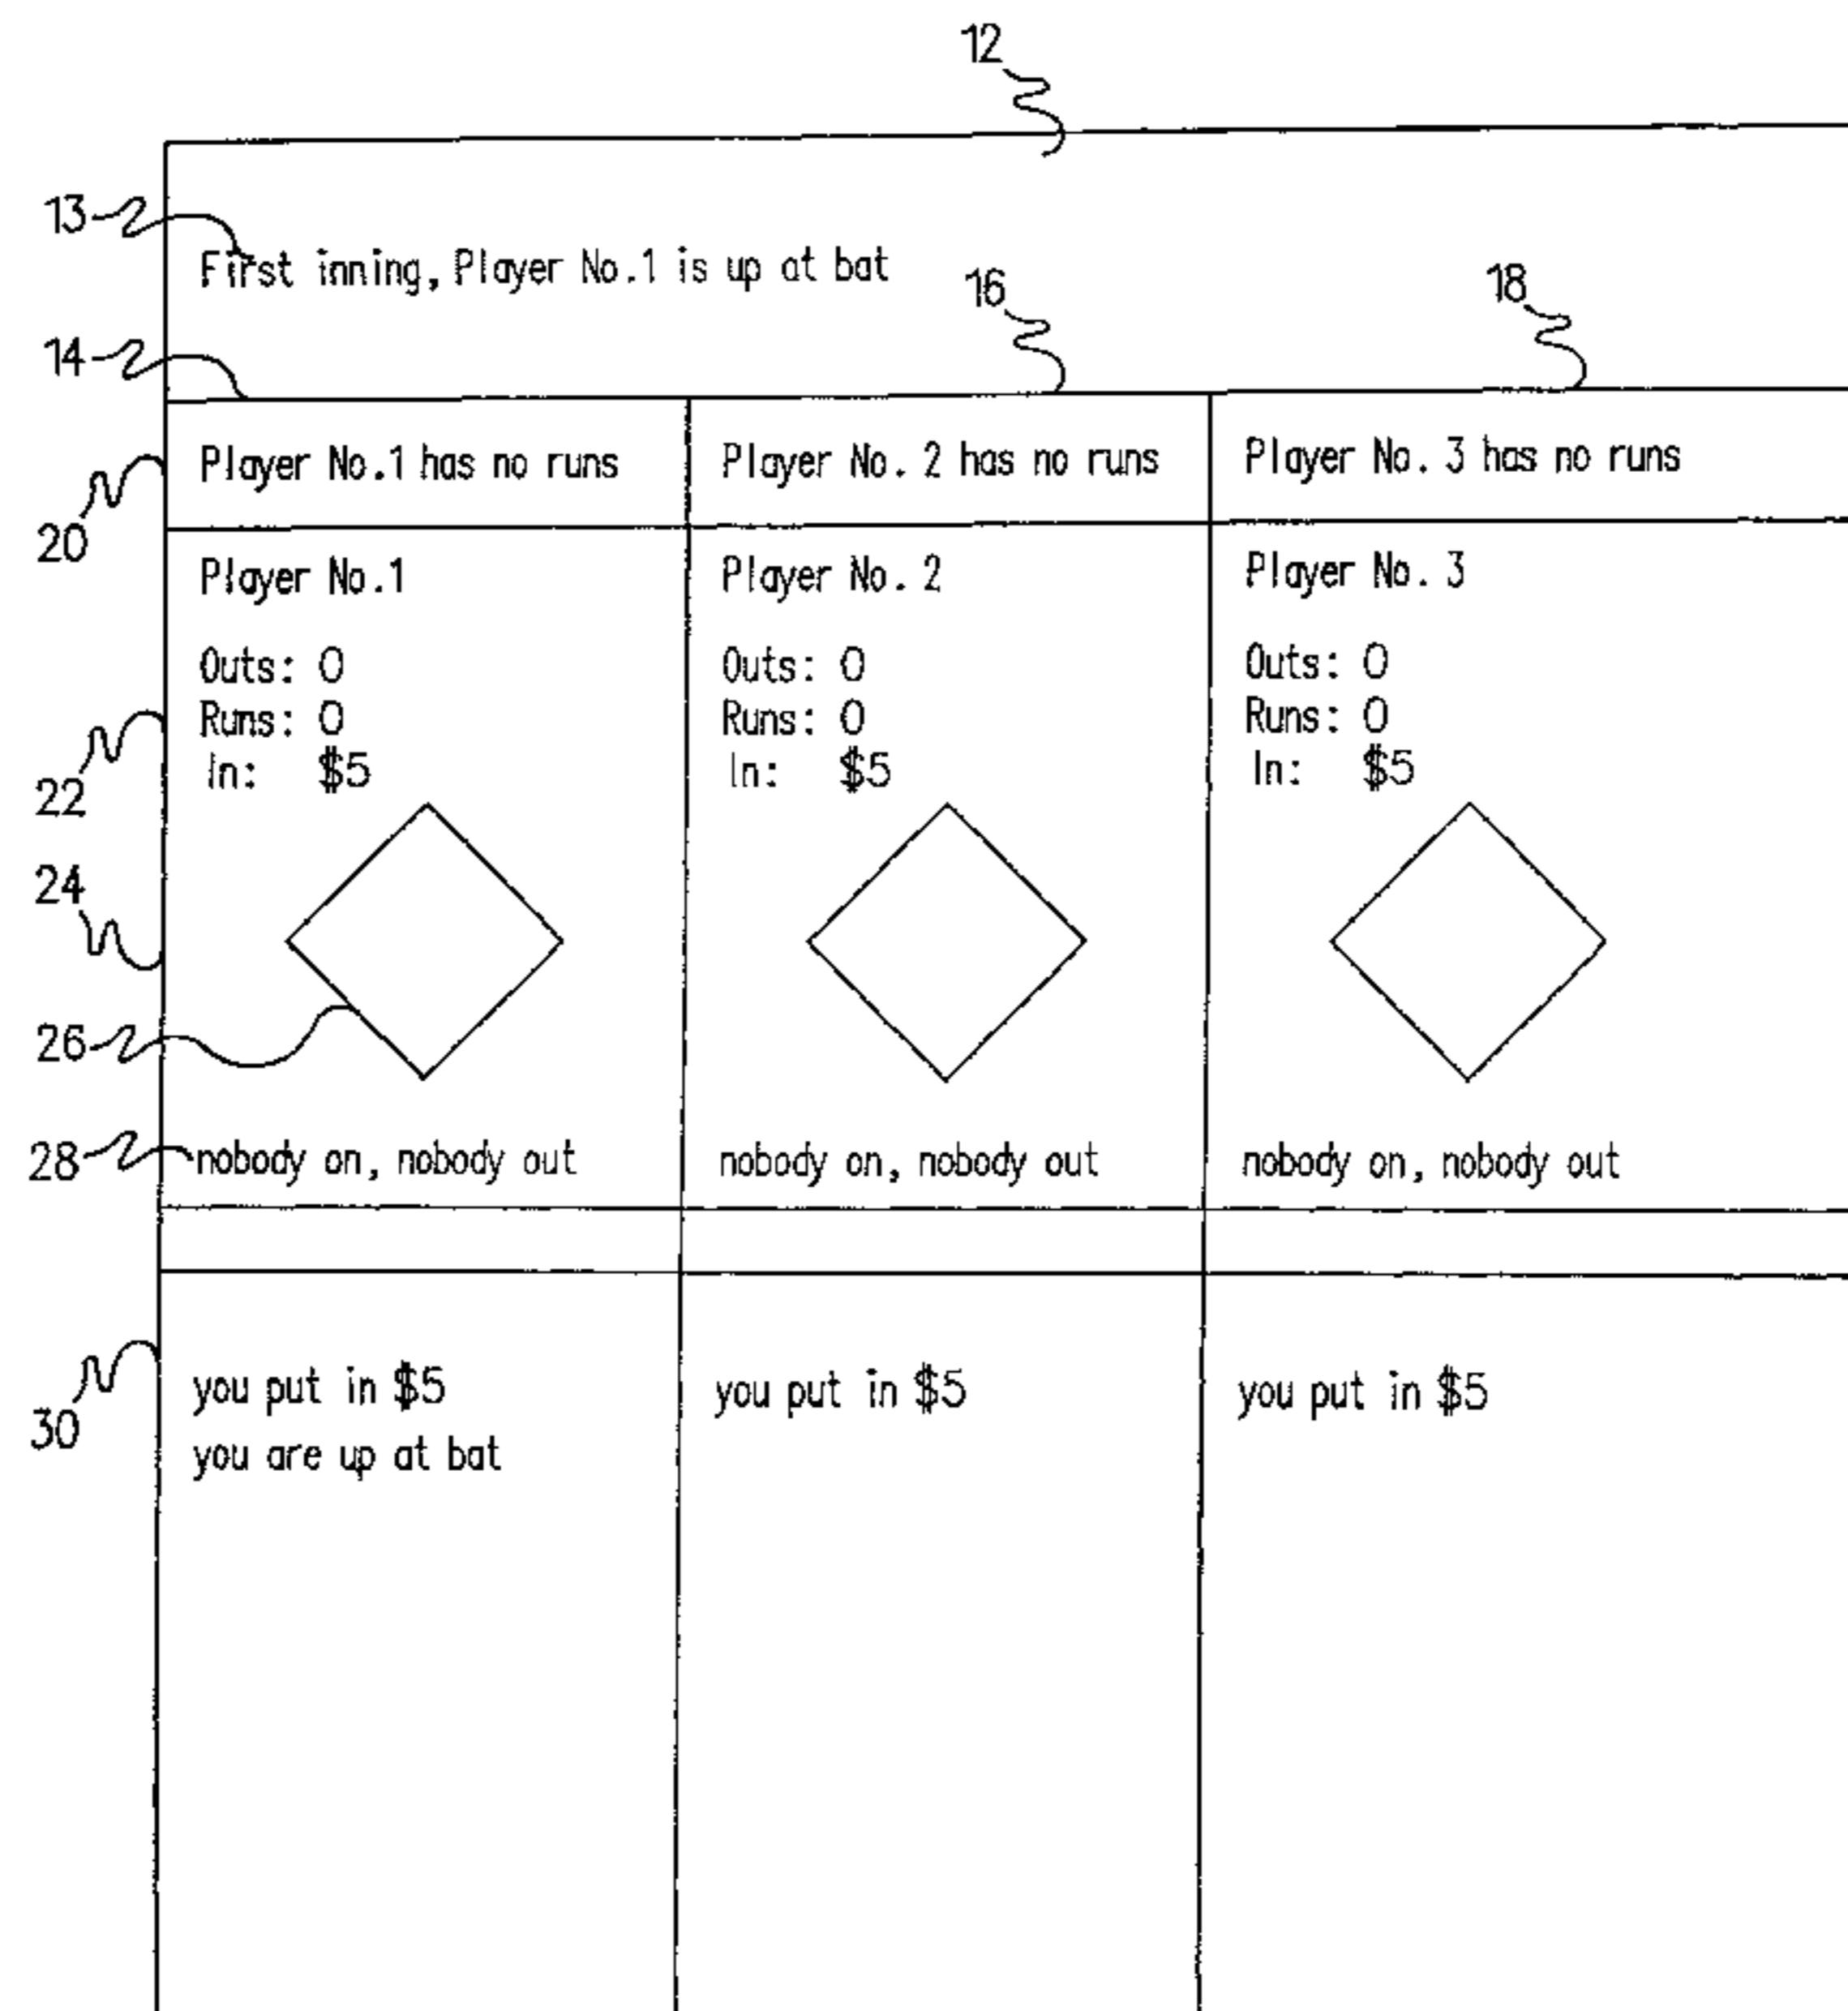 12
13
First inning, Player No.1 is up at bat
16
18
14
Player No.1 has no runs
Player No. 2 has no runs
Player No. 3 has no runs
20
Player No.1
Outs: 0
Runs: 0
In: $5
Player No. 2
Outs: 0
Runs: 0
In: $5
Player No. 3
Outs: 0
Runs: 0
In: $5
22
24
26
28
nobody on, nobody out
nobody on, nobody out
nobody on, nobody out
30
you put in $5
you are up at bat
you put in $5
you put in $5